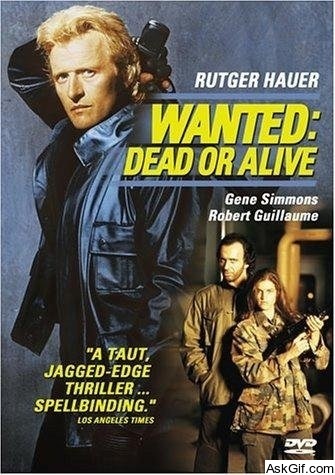 RUTGER HAUER
WANTED:
DEAD OR ALIVE
Gene Simmons
Robert Guillaume
"A TAUT,
JAGGED-EDGE
THRILLER ...
SPELLBINDING."
LOS ANGELES TIMES
DVD
AskGif.com